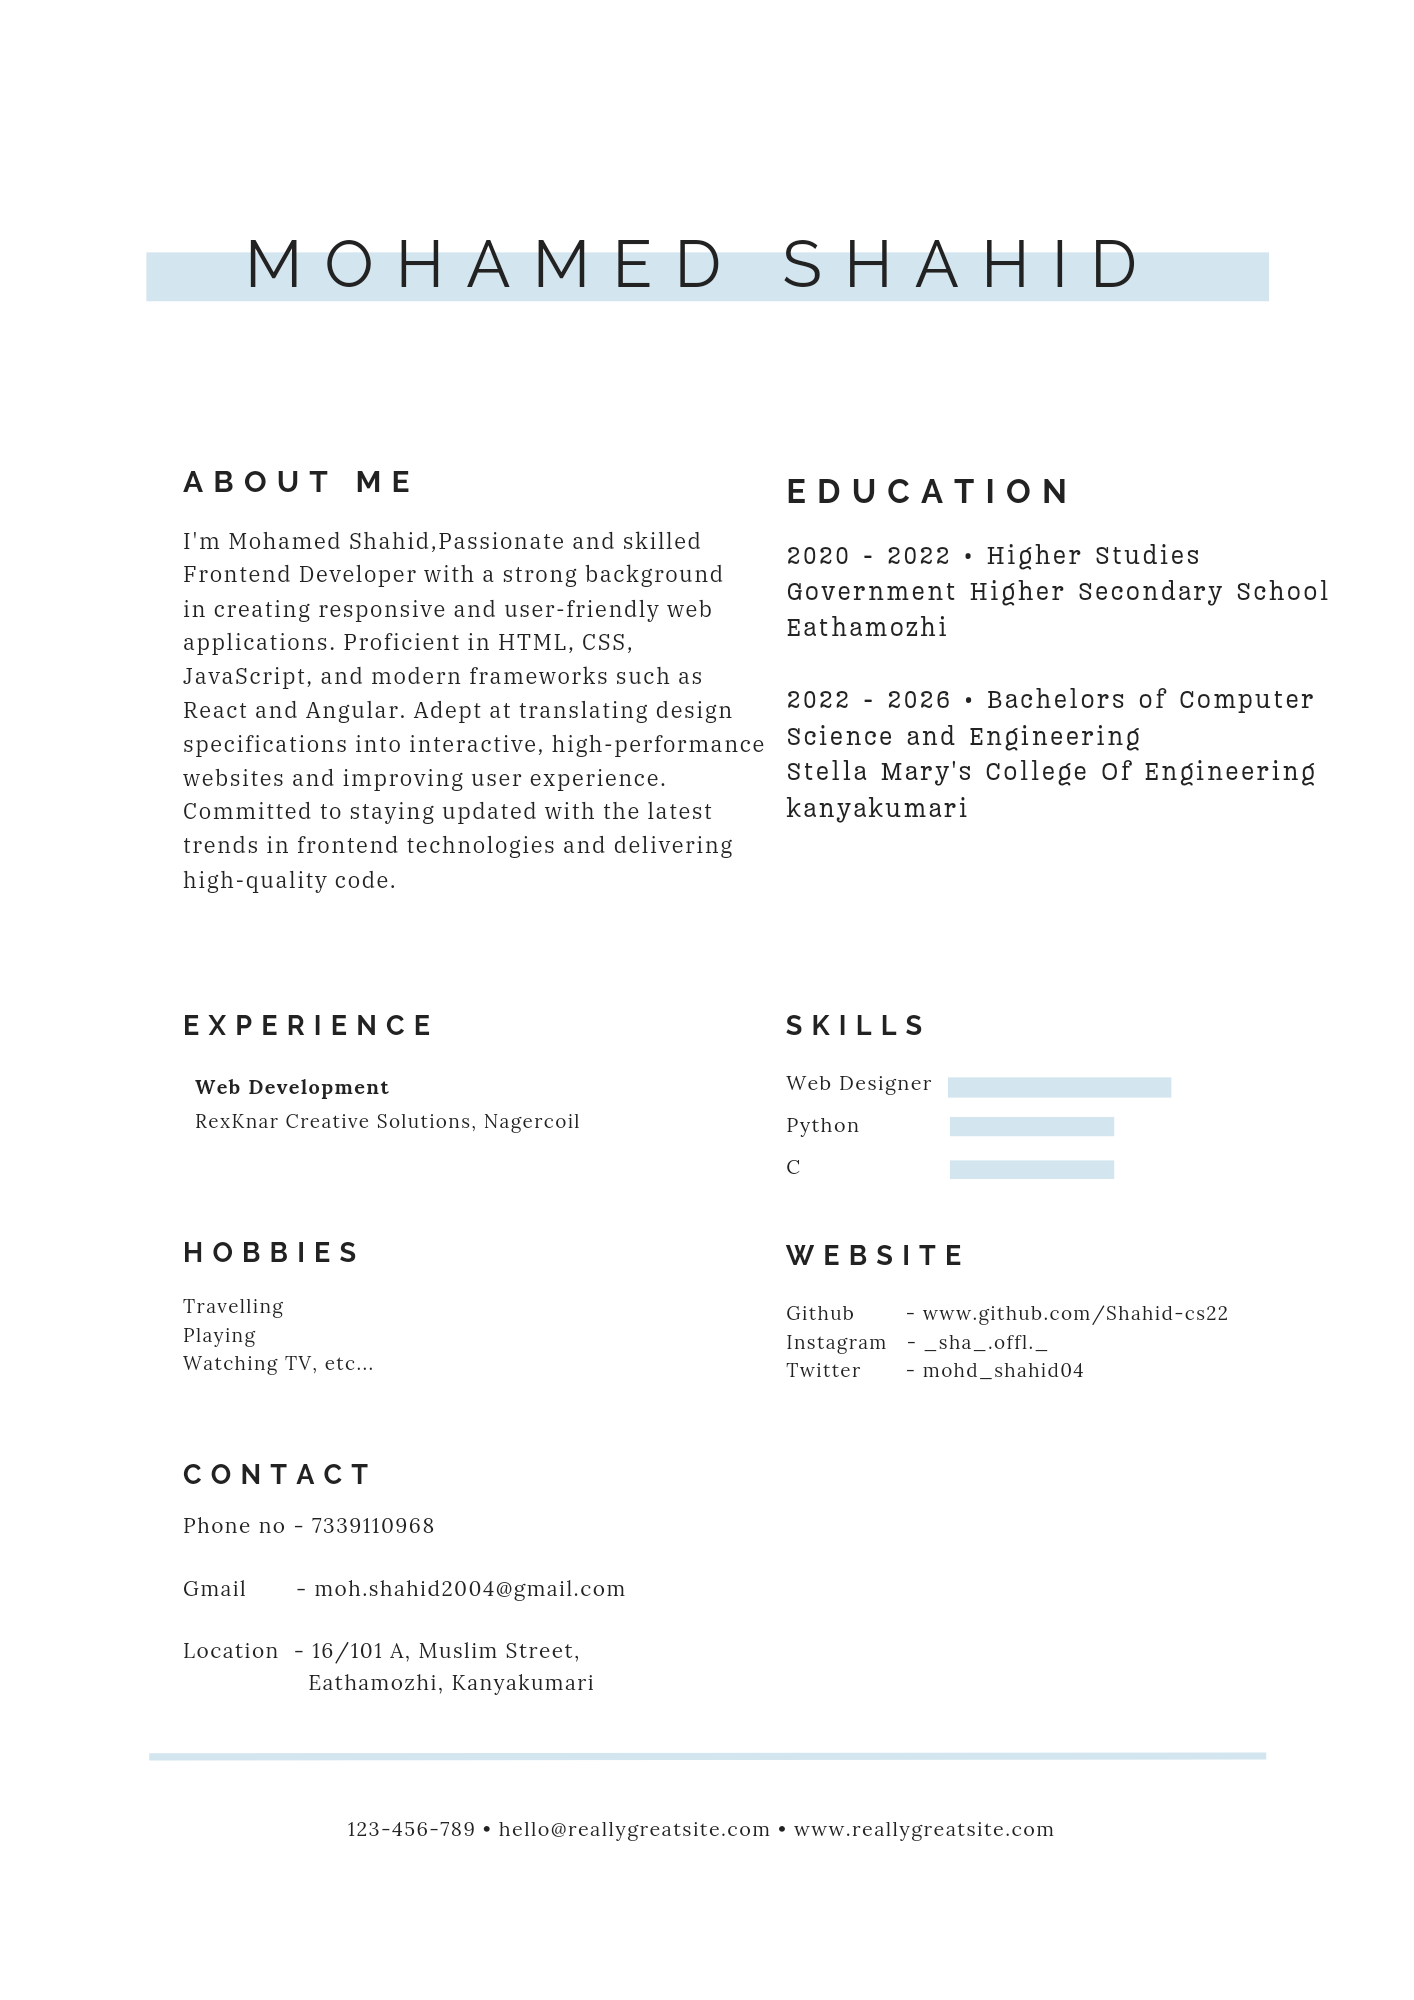 MOHAMED SHAHID
ABOUT ME
I'm Mohamed Shahid,Passionate and skilled
Frontend Developer with a strong background
in creating responsive and user-friendly web
applications. Proficient in HTML, CSS,
JavaScript, and modern frameworks such as
React and Angular. Adept at translating design
specifications into interactive, high-performance
websites and improving user experience.
Committed to staying updated with the latest
trends in frontend technologies and delivering
high-quality code.
EDUCATION
2020 - 2022 • Higher Studies
Government Higher Secondary School
Eathamozhi
2022 - 2026 • Bachelors of Computer
Science and Engineering
Stella Mary's College Of Engineering
kanyakumari
EXPERIENCE
Web Development
RexKnar Creative Solutions, Nagercoil
SKILLS
Web Designer
Python
C
HOBBIES
Travelling
Playing
Watching TV, etc...
WEBSITE
Github - www.github.com/Shahid-cs22
Instagram - _sha_.offl._
Twitter - mohd_shahid04
CONTACT
Phone no - 7339110968
Gmail - moh.shahid2004@gmail.com
Location - 16/101 A, Muslim Street,
Eathamozhi, Kanyakumari
123-456-789 • hello@reallygreatsite.com • www.reallygreatsite.com